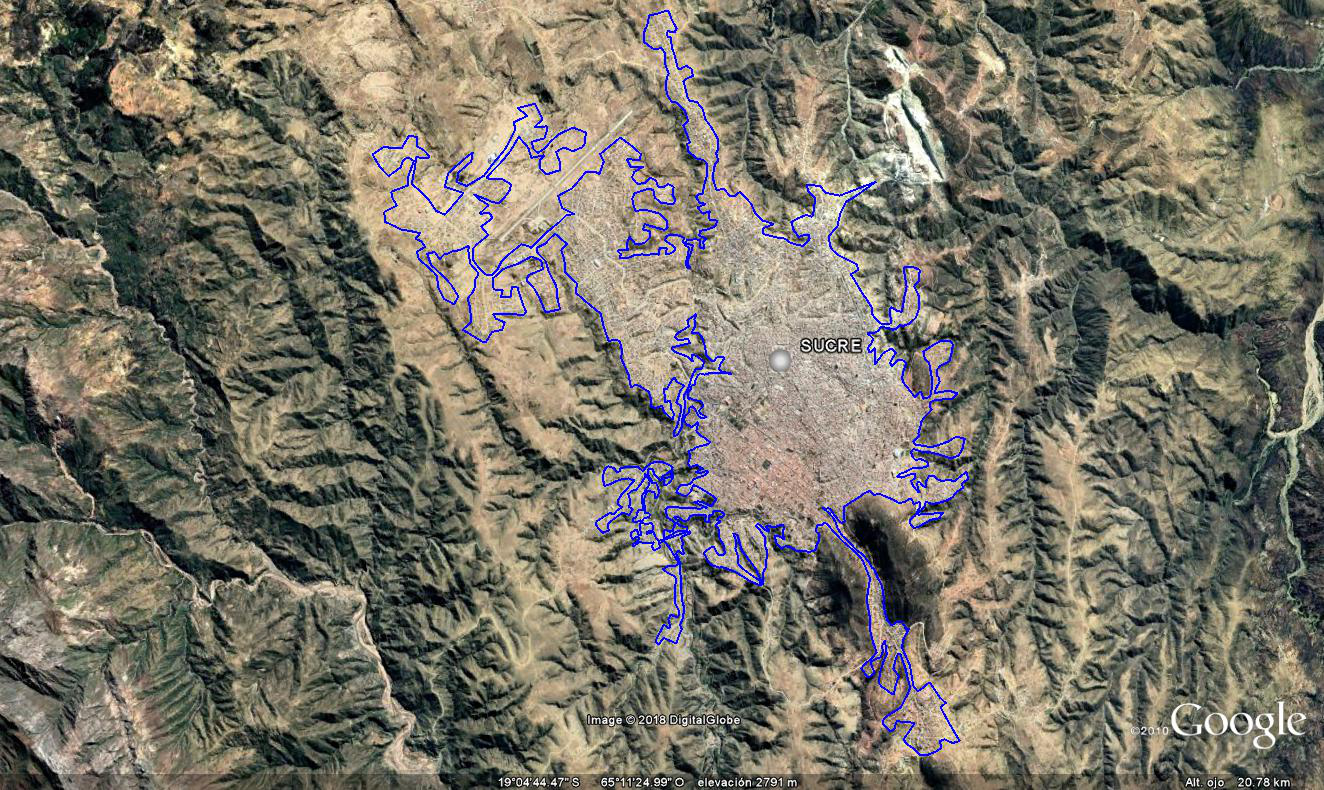 SUCRE
Image © 2018 DigitalGlobe
©2010 Google
19°04'44.47" S 65°11'24.99" O elevación 2791 m
Alt. ojo 20.78 km